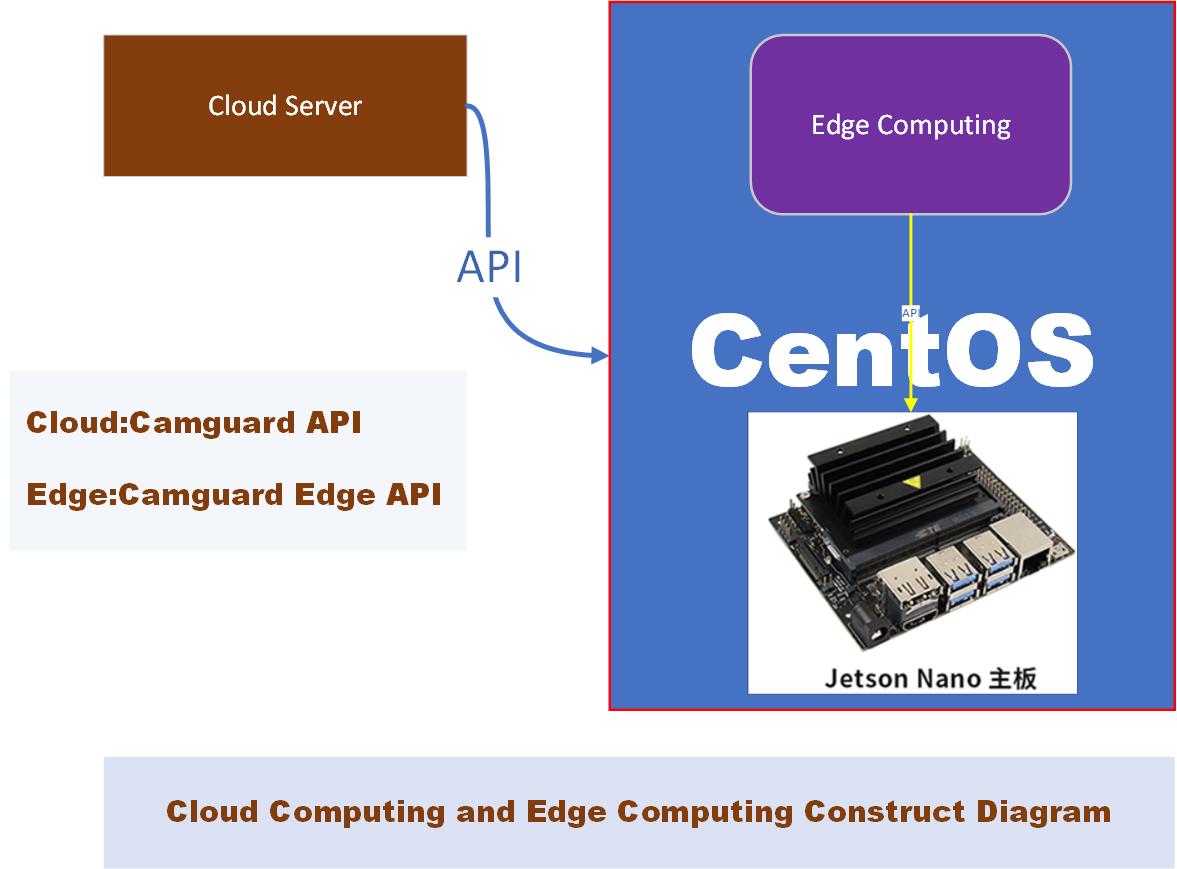 Cloud Server
Edge Computing
API
API
CentOS
Cloud:Camguard API
Edge:Camguard Edge API
Jetson Nano 主板
Cloud Computing and Edge Computing Construct Diagram